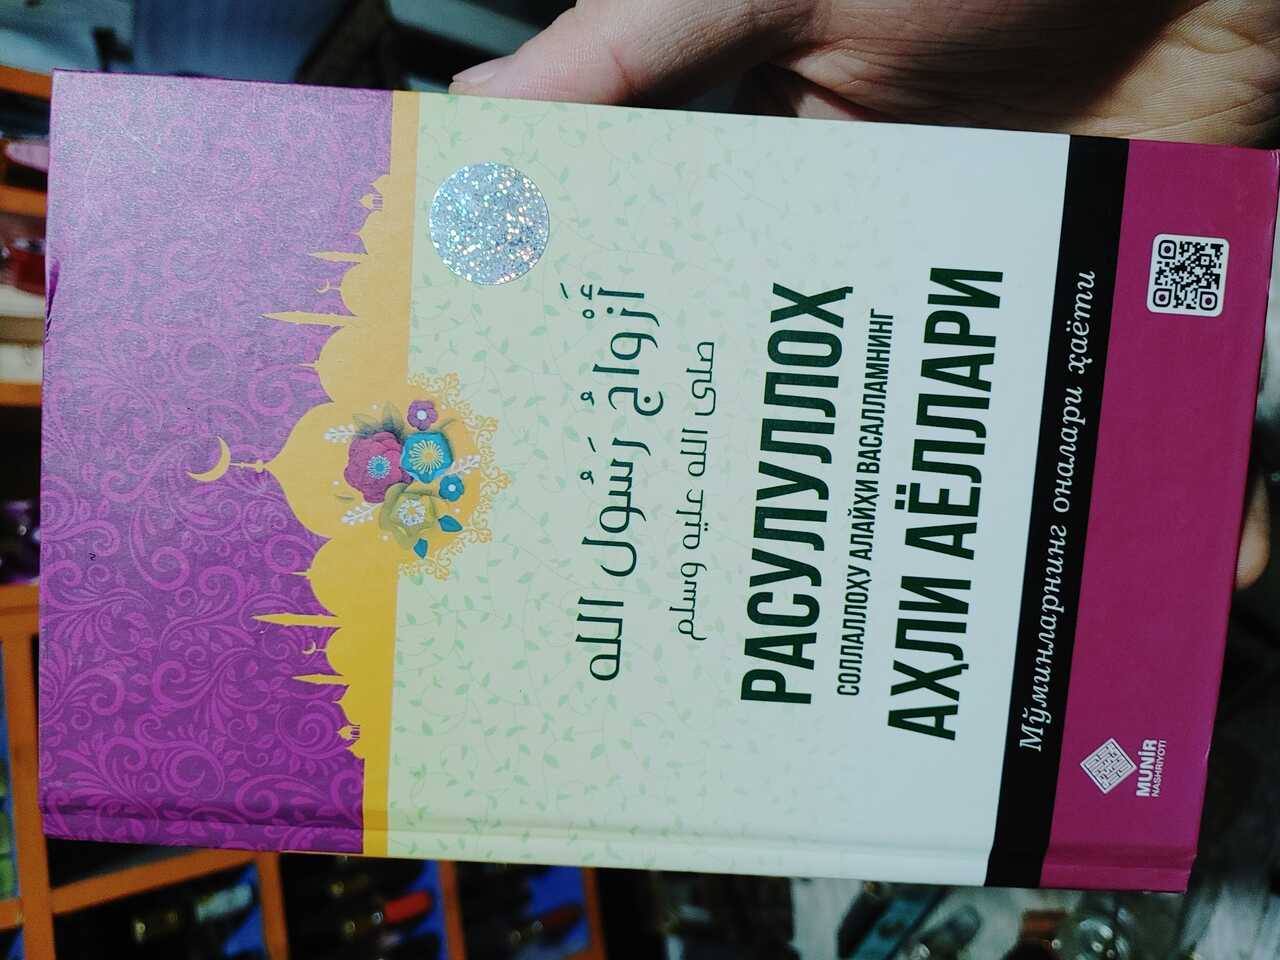 أَزْوَاجُ رَسُول الله
صلى الله عليه وسلم
РАСУЛУЛЛОҲ
СОЛЛАЛЛОҲУ АЛАЙҲИ ВАСАЛЛАМНИНГ
АҲЛИ АЁЛЛАРИ
Мўминларнинг оналари ҳаёти
MUNIR
NASHRIYOTI